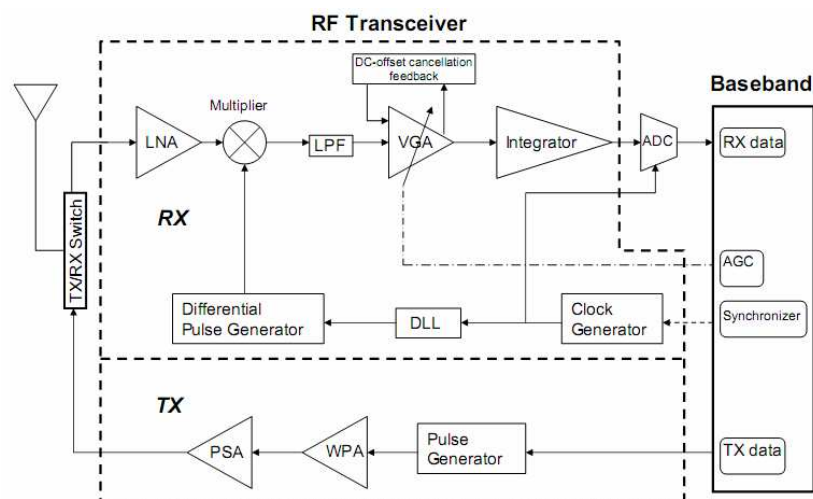 RF Transceiver
DC-offset cancellation
feedback
Baseband
Multiplier
LNA
LPF
VGA
Integrator
ADC
RX data
RX
TX/RX Switch
AGC
Differential
Pulse Generator
DLL
Clock
Generator
Synchronizer
TX
PSA
WPA
Pulse
Generator
TX data